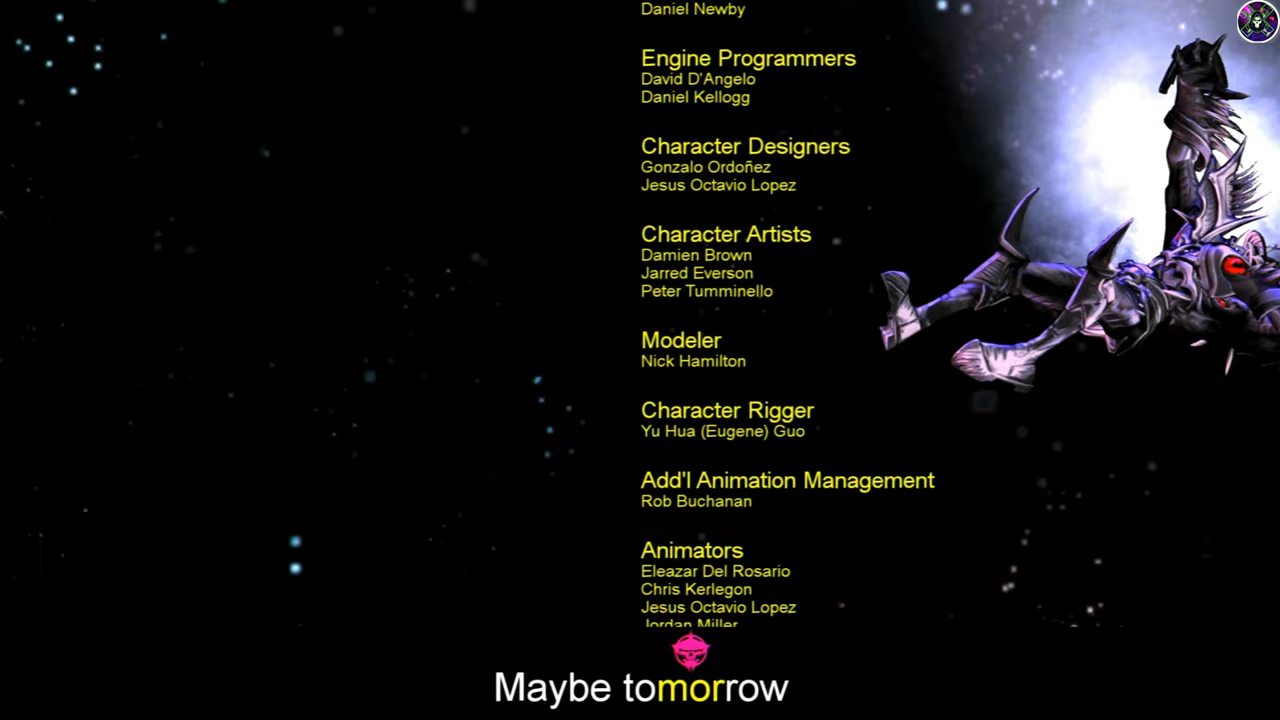 Daniel Newby
Engine Programmers
David D'Angelo
Daniel Kellogg
Character Designers
Gonzalo Ordoñez
Jesus Octavio Lopez
Character Artists
Damien Brown
Jarred Everson
Peter Tumminello
Modeler
Nick Hamilton
Character Rigger
Yu Hua (Eugene) Guo
Add'l Animation Management
Rob Buchanan
Animators
Eleazar Del Rosario
Chris Kerlegon
Jesus Octavio Lopez
Jordan Miller
Maybe tomorrow